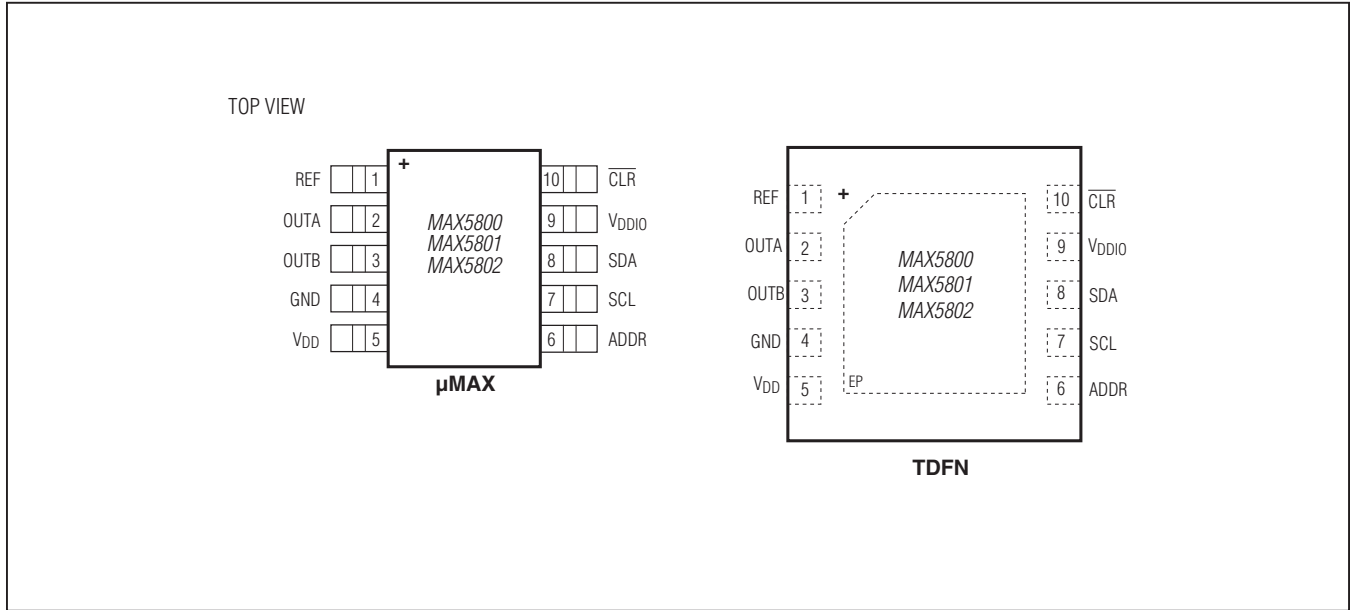 TOP VIEW
REF 1 + 10 CLR
OUTA 2 MAX5800 9 VDDIO
MAX5801
OUTB 3 MAX5802 8 SDA
GND 4 7 SCL
VDD 5 6 ADDR
µMAX
REF 1 + 10 CLR
OUTA 2 9 VDDIO
MAX5800
OUTB 3 MAX5801 8 SDA
MAX5802
GND 4 7 SCL
VDD 5 EP 6 ADDR
TDFN